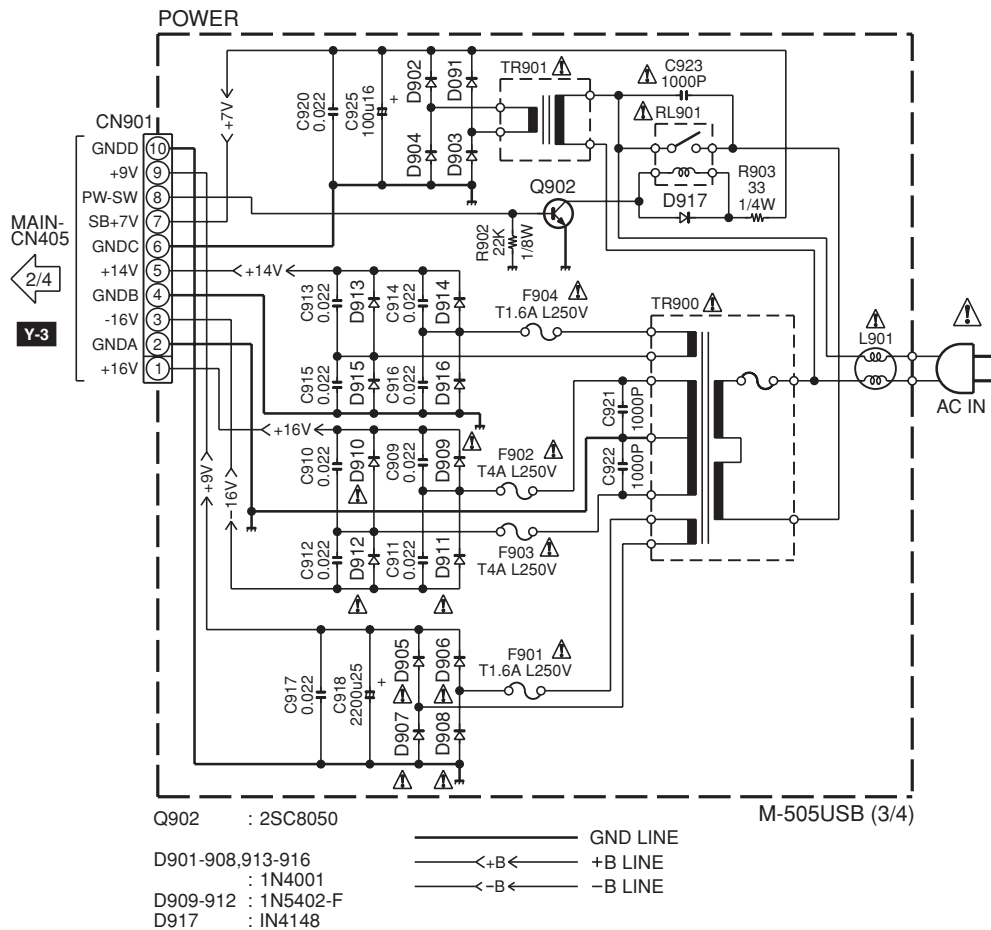 POWER
CN901
MAIN-
CN405
2/4
Y-3
GNDD 10
+9V 9
PW-SW 8
SB+7V 7
GNDC 6
+14V 5
GNDB 4
-16V 3
GNDA 2
+16V 1
+7V
C920
0.022
C925
100u16
+
D902
D091
D904
D903
TR901
C923
1000P
RL901
R903
33
1/4W
D917
Q902
R902
22K
1/8W
+14V
C913
0.022
D913
C914
0.022
D914
C915
0.022
D915
C916
0.022
D916
F904
T1.6A L250V
TR900
L901
AC IN
C921
1000P
C922
1000P
+16V
+9V
-16V
C910
0.022
D910
C909
0.022
D909
F902
T4A L250V
C912
0.022
D912
C911
0.022
D911
F903
T4A L250V
C917
0.022
C918
2200u25
+
D905
D906
D907
D908
F901
T1.6A L250V
M-505USB (3/4)
Q902 : 2SC8050
D901-908,913-916
: 1N4001
D909-912 : 1N5402-F
D917 : IN4148
GND LINE
+B +B LINE
-B -B LINE